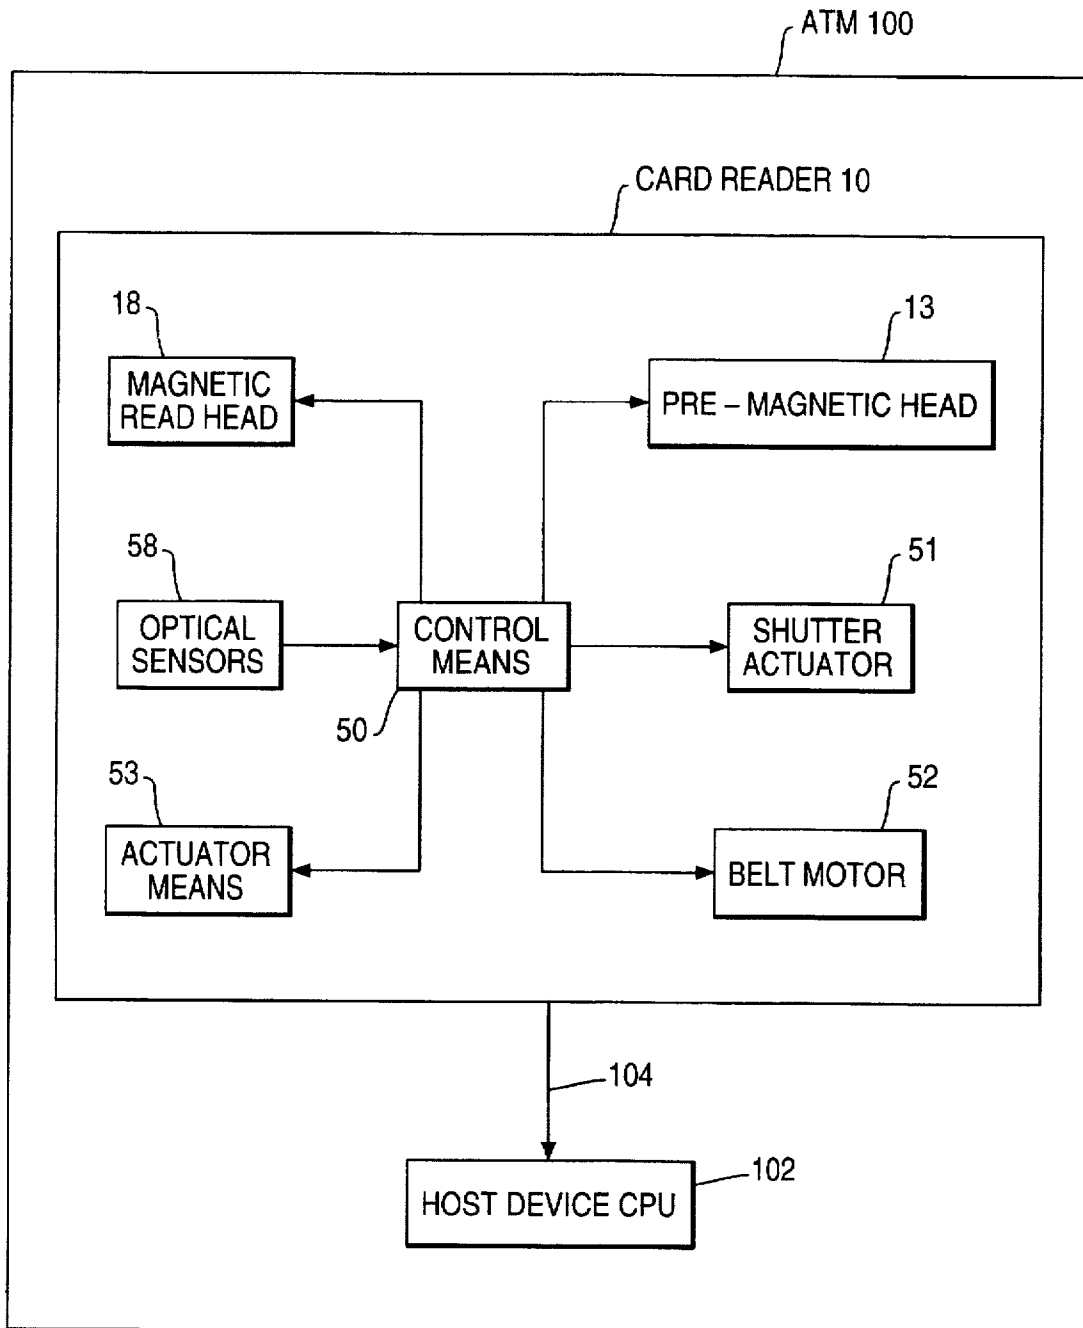 ATM 100
CARD READER 10
18
MAGNETIC
READ HEAD
13
PRE – MAGNETIC HEAD
58
OPTICAL
SENSORS
CONTROL
MEANS
50
51
SHUTTER
ACTUATOR
53
ACTUATOR
MEANS
52
BELT MOTOR
104
HOST DEVICE CPU
102